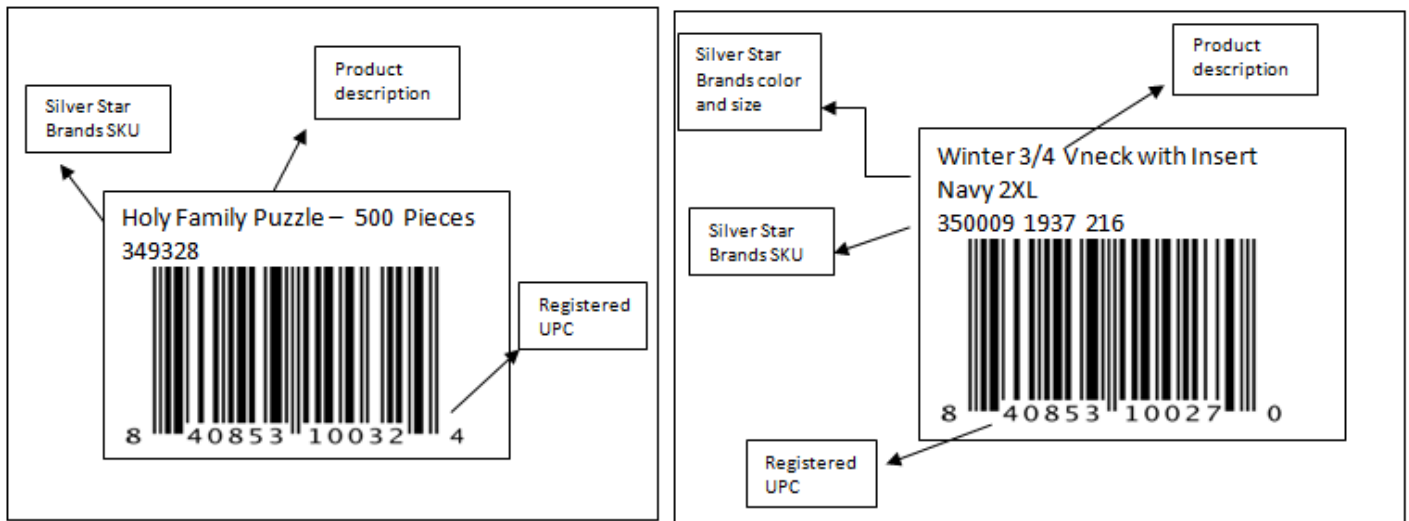 Silver Star
Brands SKU
Product
description
Holy Family Puzzle – 500 Pieces
349328
8 40853 10032 4
Registered
UPC
Silver Star
Brands color
and size
Product
description
Winter 3/4 Vneck with Insert
Navy 2XL
350009 1937 216
Silver Star
Brands SKU
8 40853 10027 0
Registered
UPC